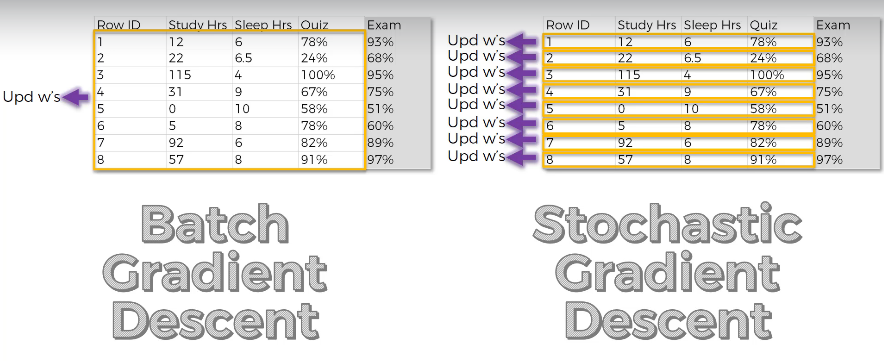 Row ID Study Hrs Sleep Hrs Quiz Exam
1 12 6 78% 93%
2 22 6.5 24% 68%
3 115 4 100% 95%
4 31 9 67% 75%
5 0 10 58% 51%
6 5 8 78% 60%
7 92 6 82% 89%
8 57 8 91% 97%
Upd w's
Batch
Gradient
Descent
Row ID Study Hrs Sleep Hrs Quiz Exam
Upd w's 1 12 6 78% 93%
Upd w's 2 22 6.5 24% 68%
Upd w's 3 115 4 100% 95%
Upd w's 4 31 9 67% 75%
Upd w's 5 0 10 58% 51%
Upd w's 6 5 8 78% 60%
Upd w's 7 92 6 82% 89%
Upd w's 8 57 8 91% 97%
Stochastic
Gradient
Descent